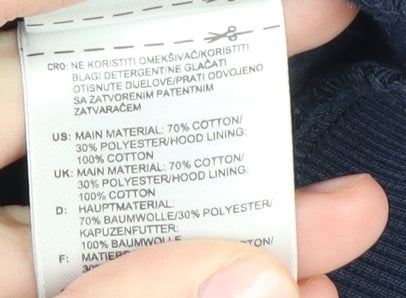 CRO: NE KORISTITI OMEKŠIVAČ/KORISTITI
BLAGI DETERGENT/NE GLAČATI
OTISNUTE DIJELOVE/PRATI ODVOJENO
SA ZATVORENIM PATENTNIM
ZATVARAČEM
US: MAIN MATERIAL: 70% COTTON/
30% POLYESTER/HOOD LINING:
100% COTTON
UK: MAIN MATERIAL: 70% COTTON/
30% POLYESTER/HOOD LINING:
100% COTTON
D: HAUPTMATERIAL:
70% BAUMWOLLE/30% POLYESTER/
KAPUZENFUTTER:
100% BAUMWOLLE
F: